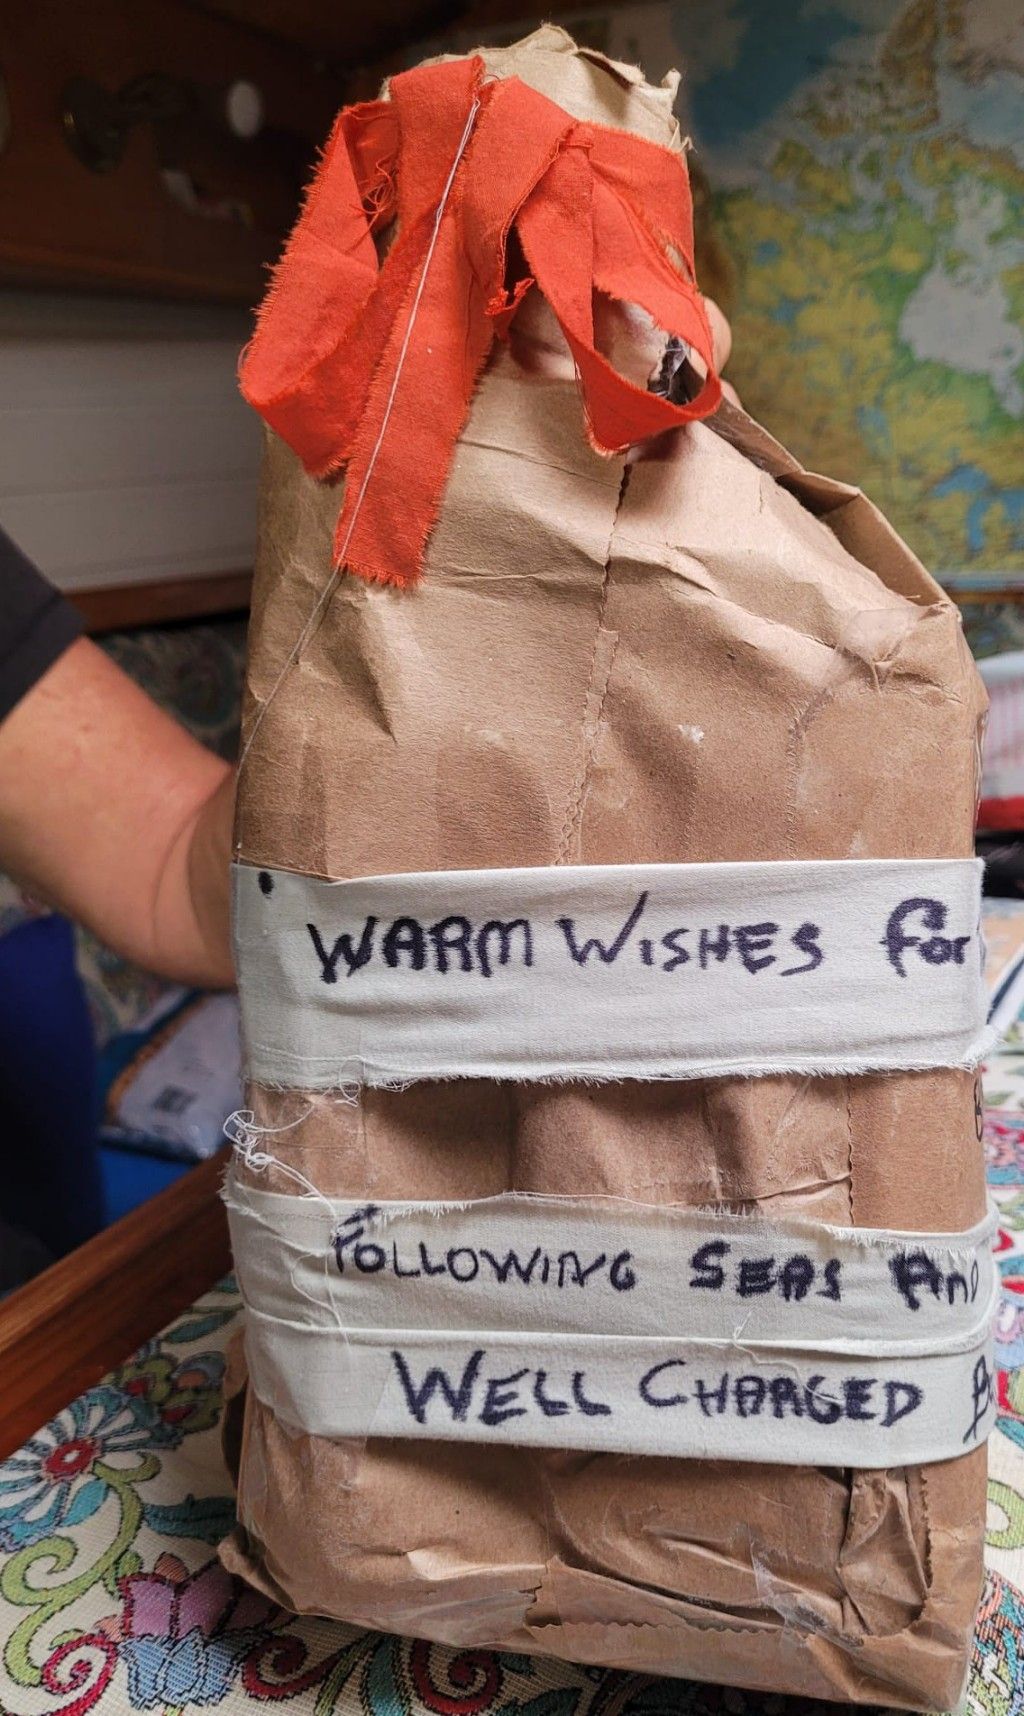 WARM WISHES for
FOLLOWING SEAS And
WELL CHARGED